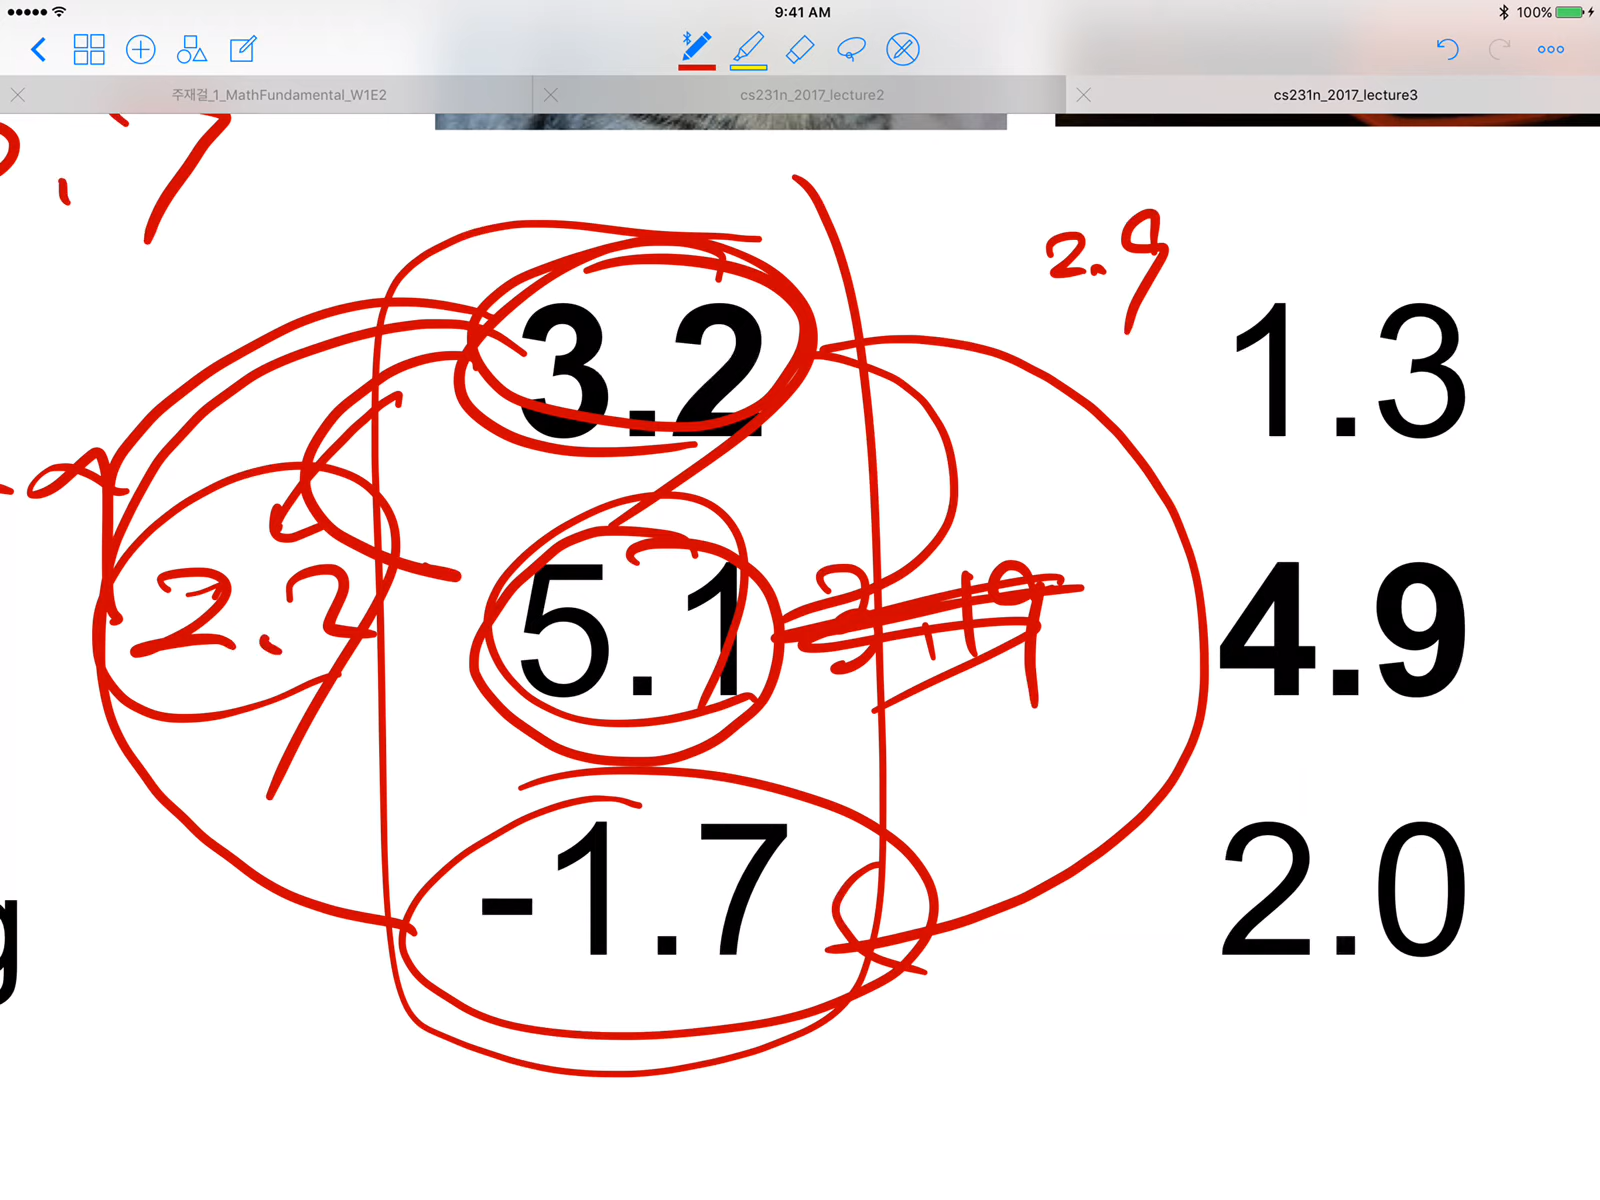 9:41 AM
100%
주재걸_1_MathFundamental_W1E2
cs231n_2017_lecture2
cs231n_2017_lecture3
2.9
3.2
1.3
2.2
5.1
4.9
-1.7
2.0
g